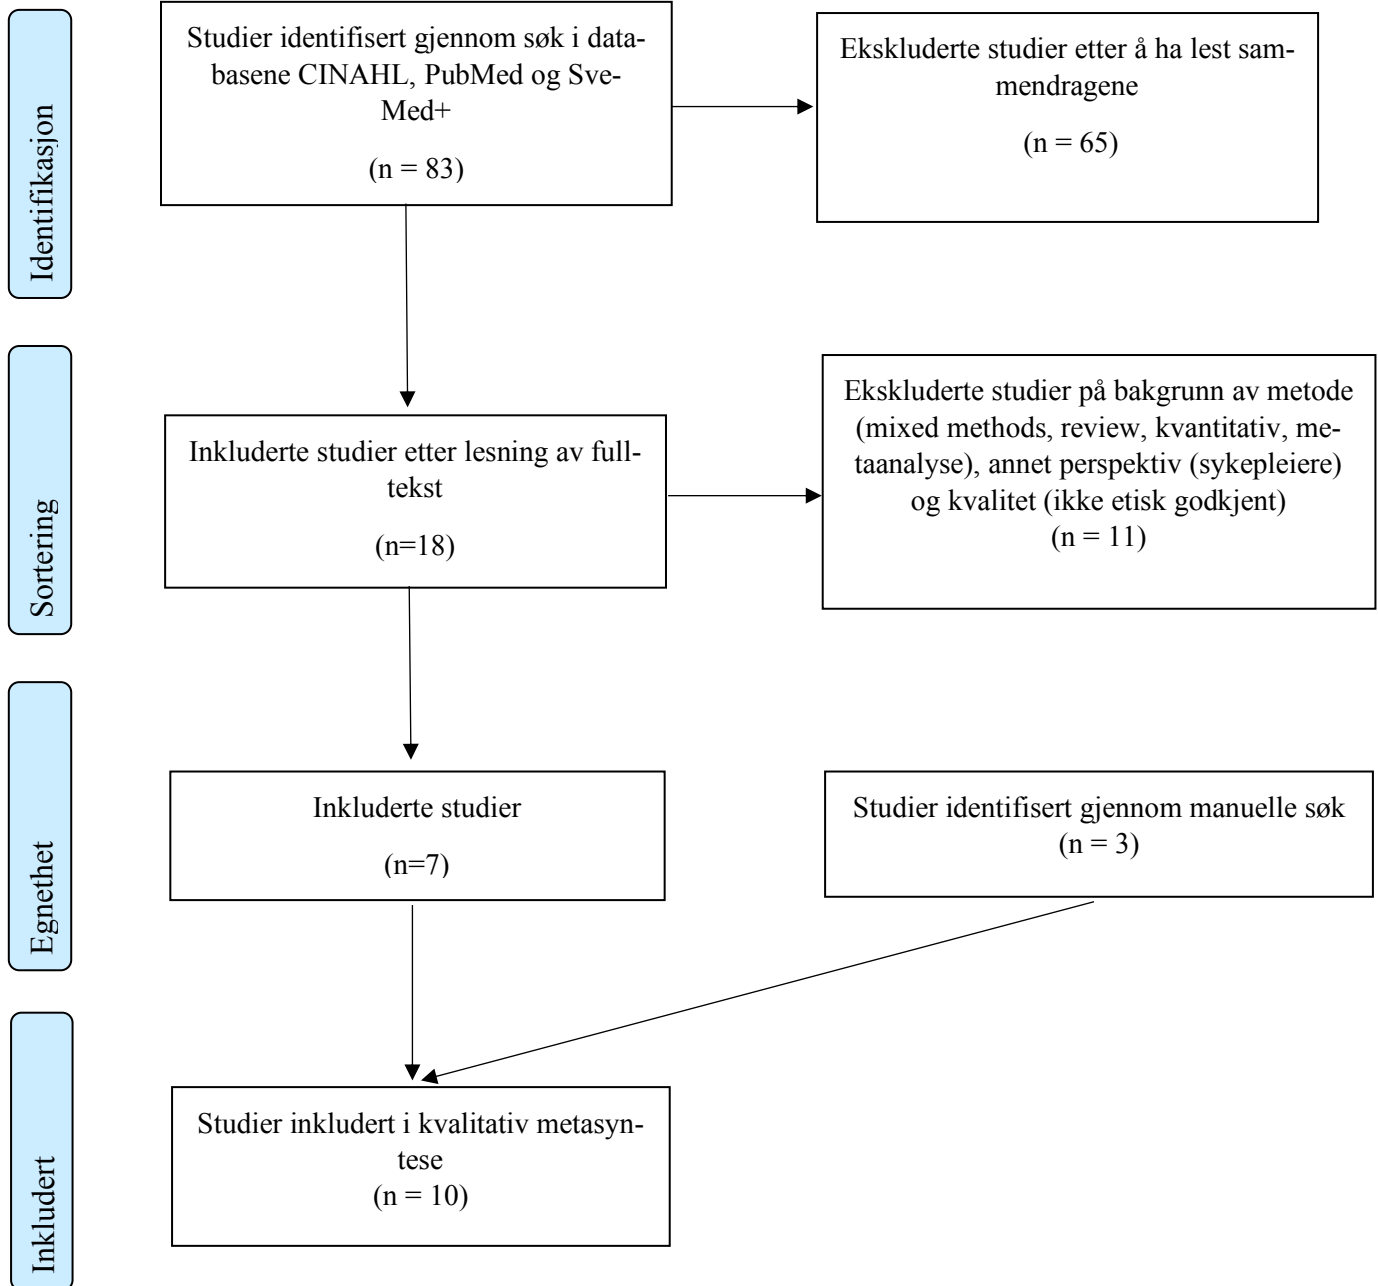 Identifikasjon
Studier identifisert gjennom søk i data-
basene CINAHL, PubMed og Sve-
Med+
(n = 83)
Ekskluderte studier etter å ha lest sam-
mendragene
(n = 65)
Sortering
Inkluderte studier etter lesning av full-
tekst
(n=18)
Ekskluderte studier på bakgrunn av metode
(mixed methods, review, kvantitativ, me-
taanalyse), annet perspektiv (sykepleiere)
og kvalitet (ikke etisk godkjent)
(n = 11)
Egnethet
Inkluderte studier
(n=7)
Studier identifisert gjennom manuelle søk
(n = 3)
Inkludert
Studier inkludert i kvalitativ metasyn-
tese
(n = 10)